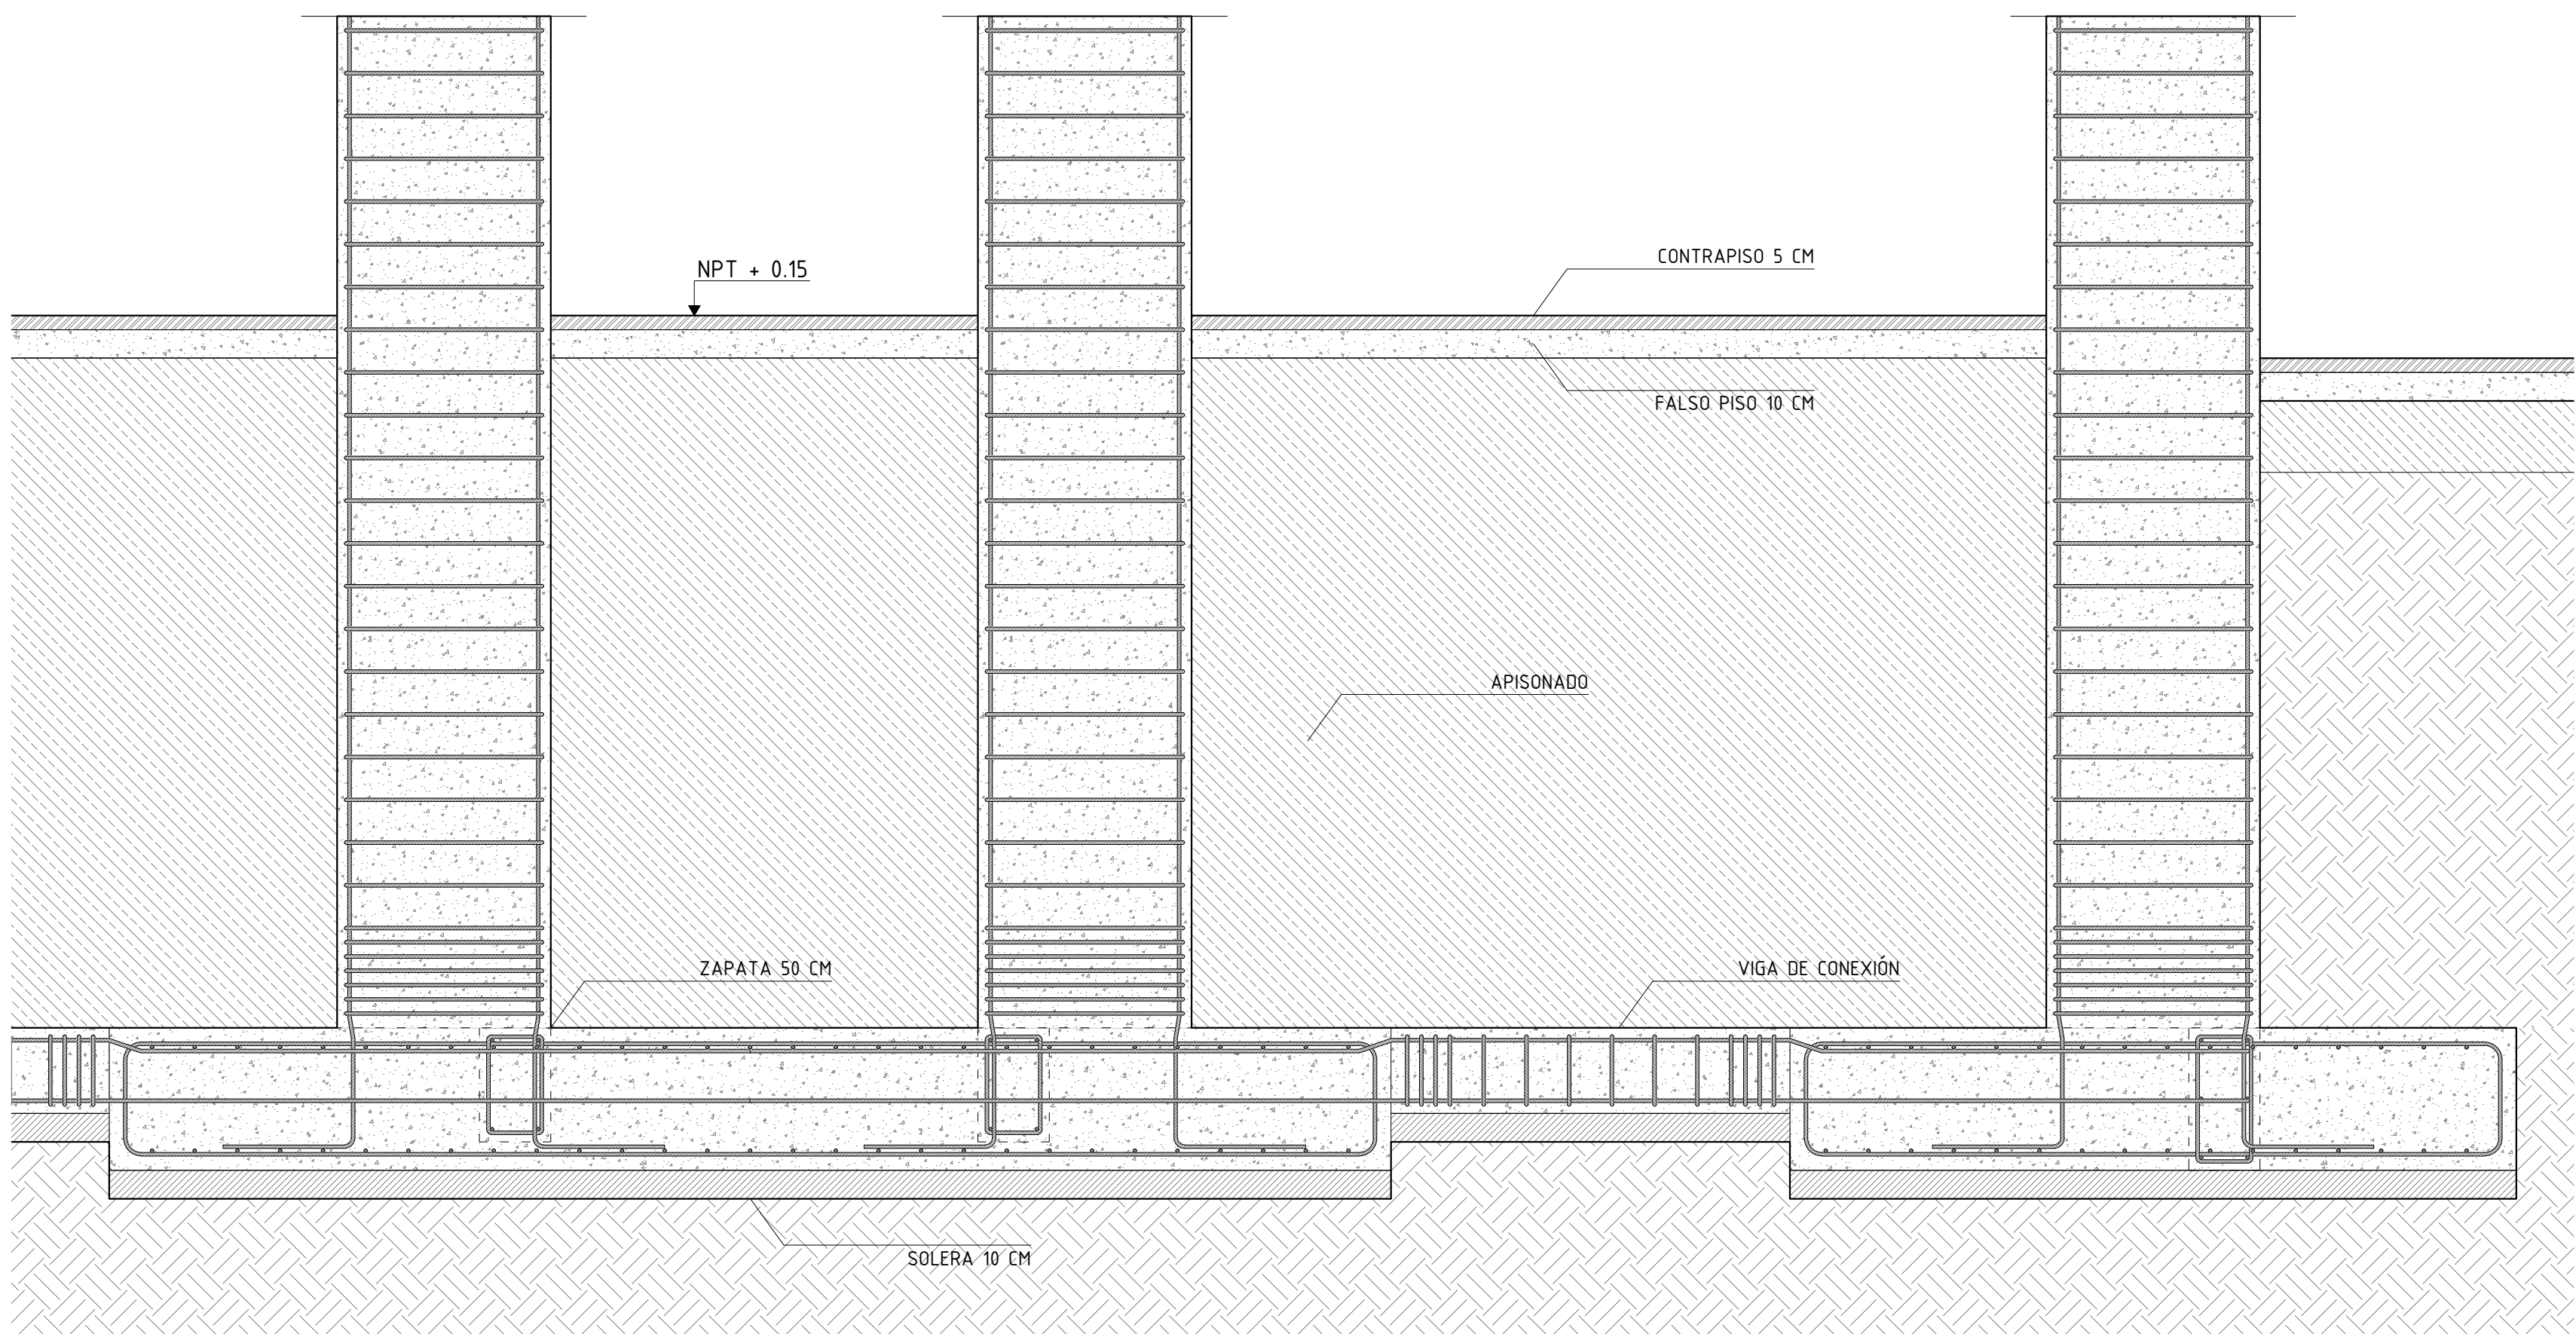 CONTRAPISO 5 CM
NPT + 0.15
FALSO PISO 10 CM
APISONADO
ZAPATA 50 CM
VIGA DE CONEXIÓN
SOLERA 10 CM